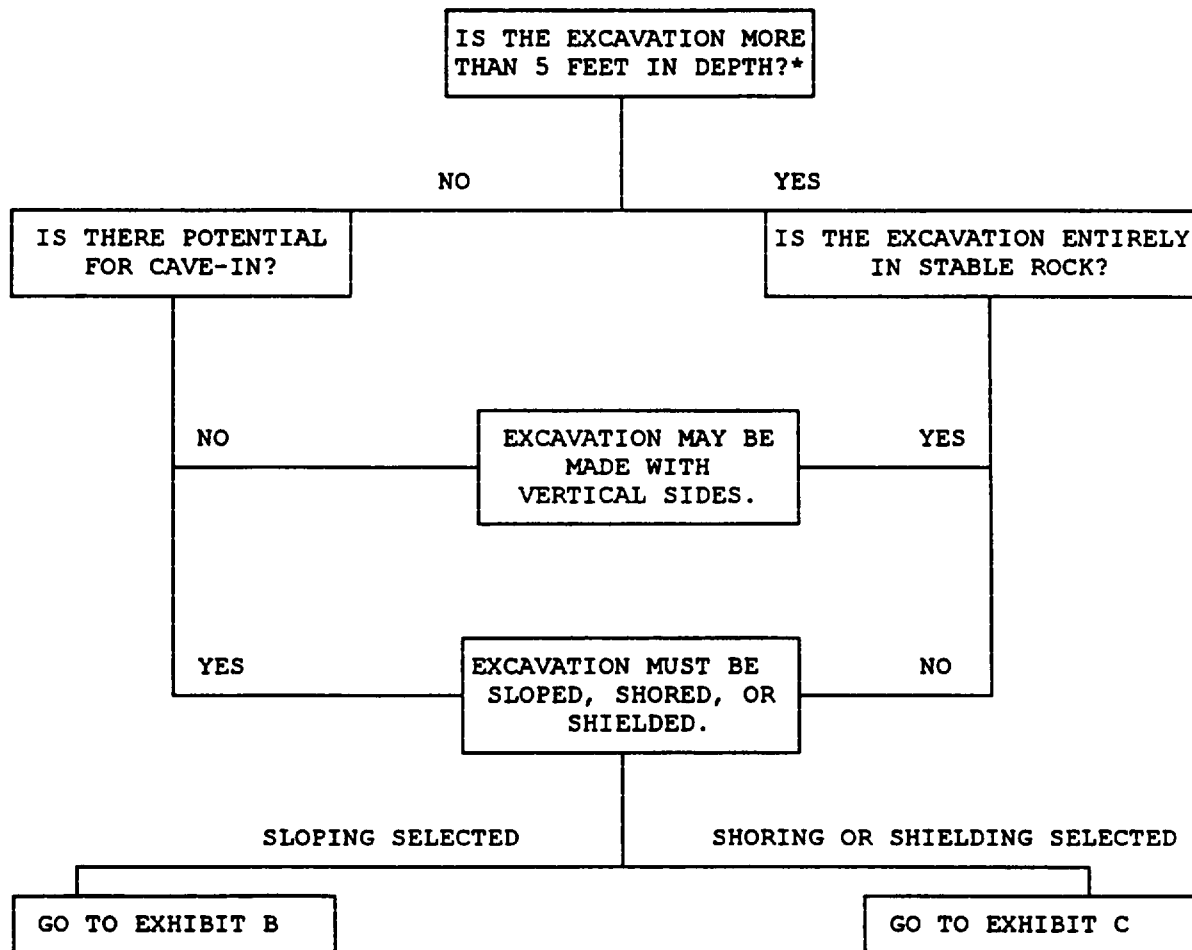 IS THE EXCAVATION MORE
THAN 5 FEET IN DEPTH?*
NO
YES
IS THERE POTENTIAL
FOR CAVE-IN?
IS THE EXCAVATION ENTIRELY
IN STABLE ROCK?
NO
EXCAVATION MAY BE
MADE WITH
VERTICAL SIDES.
YES
YES
EXCAVATION MUST BE
SLOPED, SHORED, OR
SHIELDED.
NO
SLOPING SELECTED
SHORING OR SHIELDING SELECTED
GO TO EXHIBIT B
GO TO EXHIBIT C